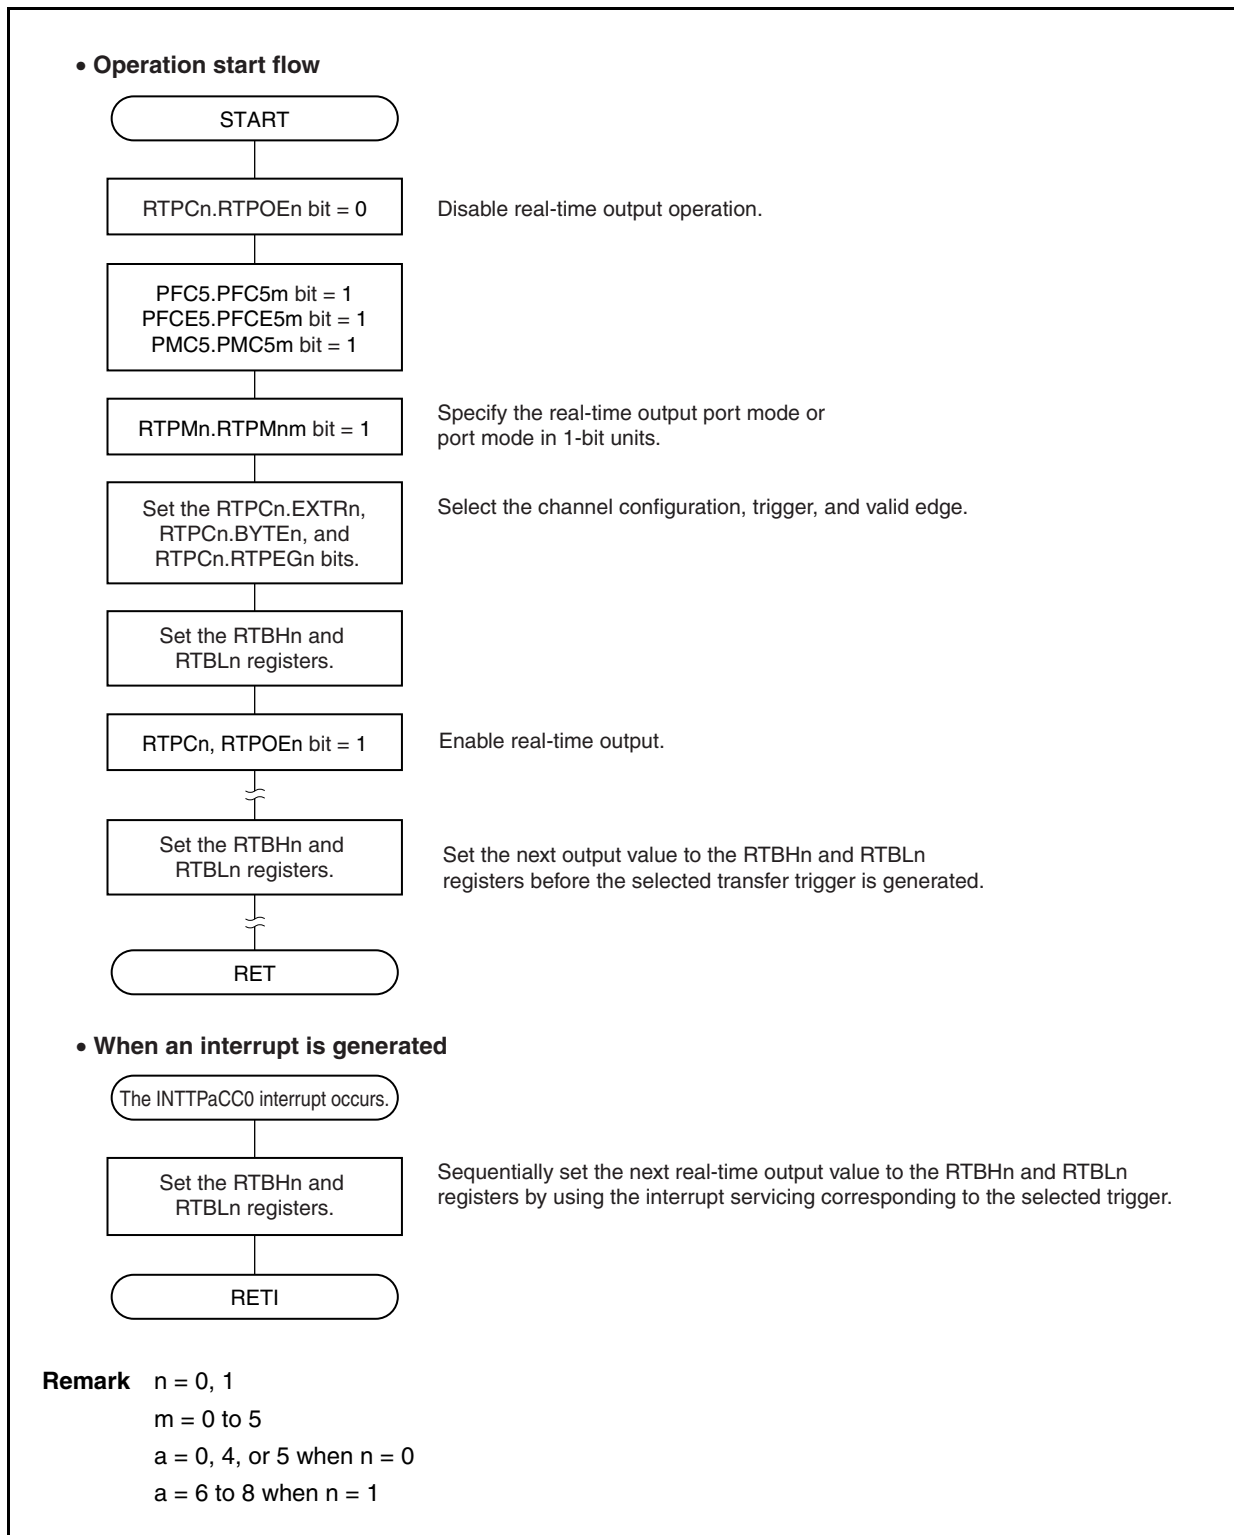 • Operation start flow
START
RTPCn.RTPOEn bit = 0
Disable real-time output operation.
PFC5.PFC5m bit = 1
PFCE5.PFCE5m bit = 1
PMC5.PMC5m bit = 1
RTPMn.RTPMnm bit = 1
Specify the real-time output port mode or
port mode in 1-bit units.
Set the RTPCn.EXTRn,
RTPCn.BYTEn, and
RTPCn.RTPEGn bits.
Select the channel configuration, trigger, and valid edge.
Set the RTBHn and
RTBLn registers.
RTPCn, RTPOEn bit = 1
Enable real-time output.
Set the RTBHn and
RTBLn registers.
Set the next output value to the RTBHn and RTBLn
registers before the selected transfer trigger is generated.
RET
• When an interrupt is generated
The INTTPaCC0 interrupt occurs.
Set the RTBHn and
RTBLn registers.
Sequentially set the next real-time output value to the RTBHn and RTBLn
registers by using the interrupt servicing corresponding to the selected trigger.
RETI
Remark n = 0, 1
m = 0 to 5
a = 0, 4, or 5 when n = 0
a = 6 to 8 when n = 1